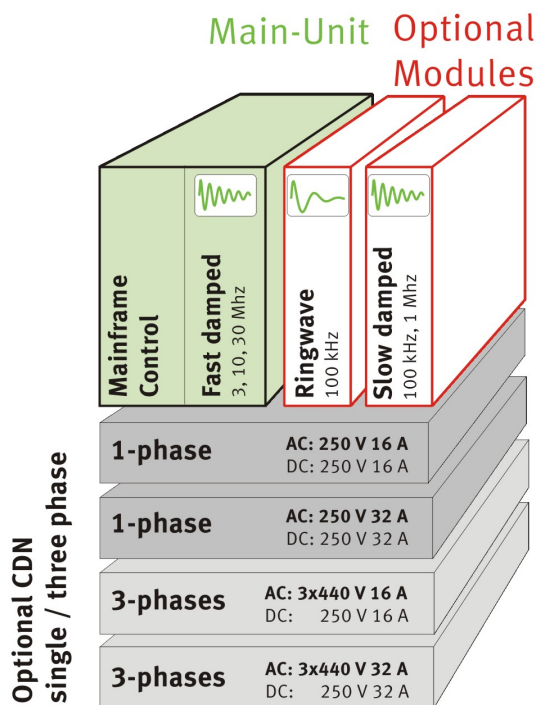 Main-Unit
Optional
Modules
Mainframe
Control
Fast damped
3, 10, 30 Mhz
Ringwave
100 kHz
Slow damped
100 kHz, 1 Mhz
Optional CDN
single / three phase
1-phase
AC: 250 V 16 A
DC: 250 V 16 A
1-phase
AC: 250 V 32 A
DC: 250 V 32 A
3-phases
AC: 3x440 V 16 A
DC: 250 V 16 A
3-phases
AC: 3x440 V 32 A
DC: 250 V 32 A